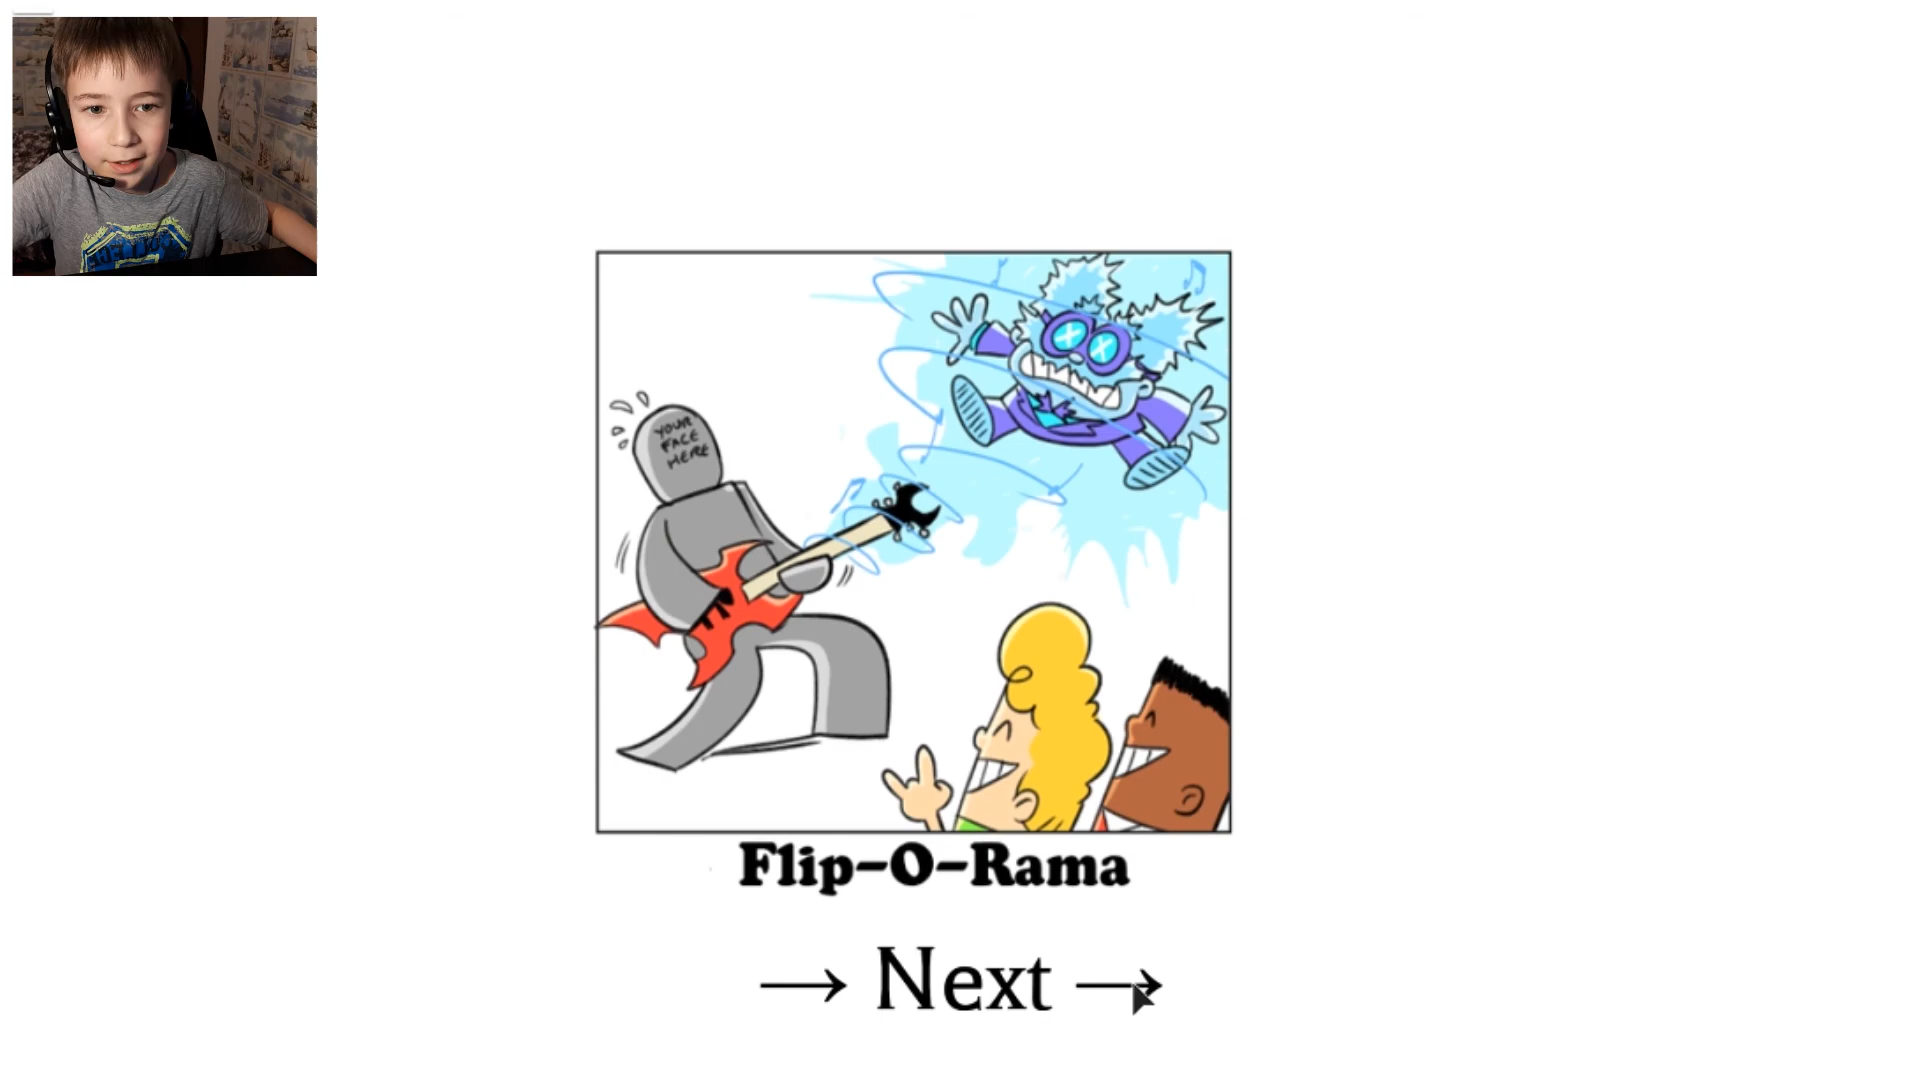 YOUR
FACE
HERE
Flip-O-Rama
→ Next →